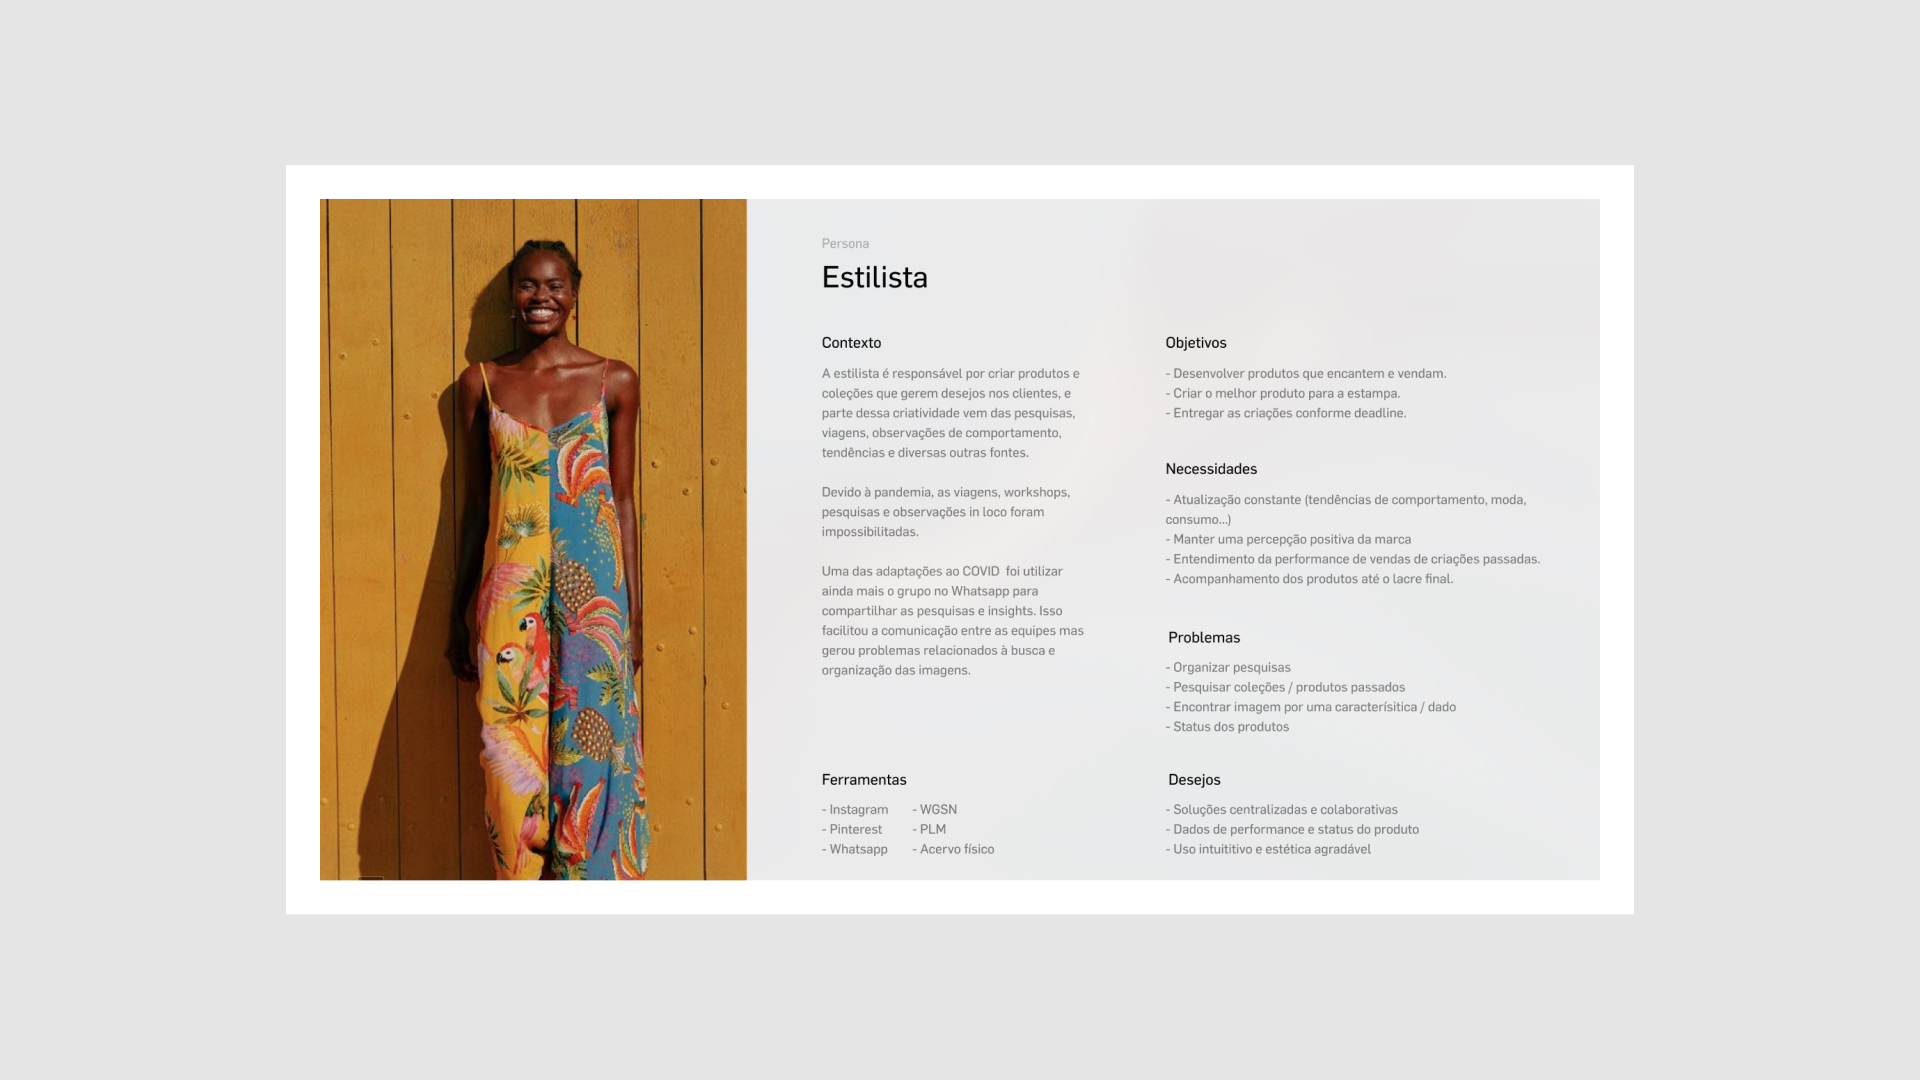 Persona
Estilista
Contexto
A estilista é responsável por criar produtos e
coleções que gerem desejos nos clientes, e
parte dessa criatividade vem das pesquisas,
viagens, observações de comportamento,
tendências e diversas outras fontes.
Devido à pandemia, as viagens, workshops,
pesquisas e observações in loco foram
impossibilitadas.
Uma das adaptações ao COVID foi utilizar
ainda mais o grupo no Whatsapp para
compartilhar as pesquisas e insights. Isso
facilitou a comunicação entre as equipes mas
gerou problemas relacionados à busca e
organização das imagens.
Ferramentas
- Instagram
- Pinterest
- Whatsapp
- WGSN
- PLM
- Acervo físico
Objetivos
- Desenvolver produtos que encantem e vendam.
- Criar o melhor produto para a estampa.
- Entregar as criações conforme deadline.
Necessidades
- Atualização constante (tendências de comportamento, moda,
consumo...)
- Manter uma percepção positiva da marca
- Entendimento da performance de vendas de criações passadas.
- Acompanhamento dos produtos até o lacre final.
Problemas
- Organizar pesquisas
- Pesquisar coleções / produtos passados
- Encontrar imagem por uma caracterísitica / dado
- Status dos produtos
Desejos
- Soluções centralizadas e colaborativas
- Dados de performance e status do produto
- Uso intuititivo e estética agradável